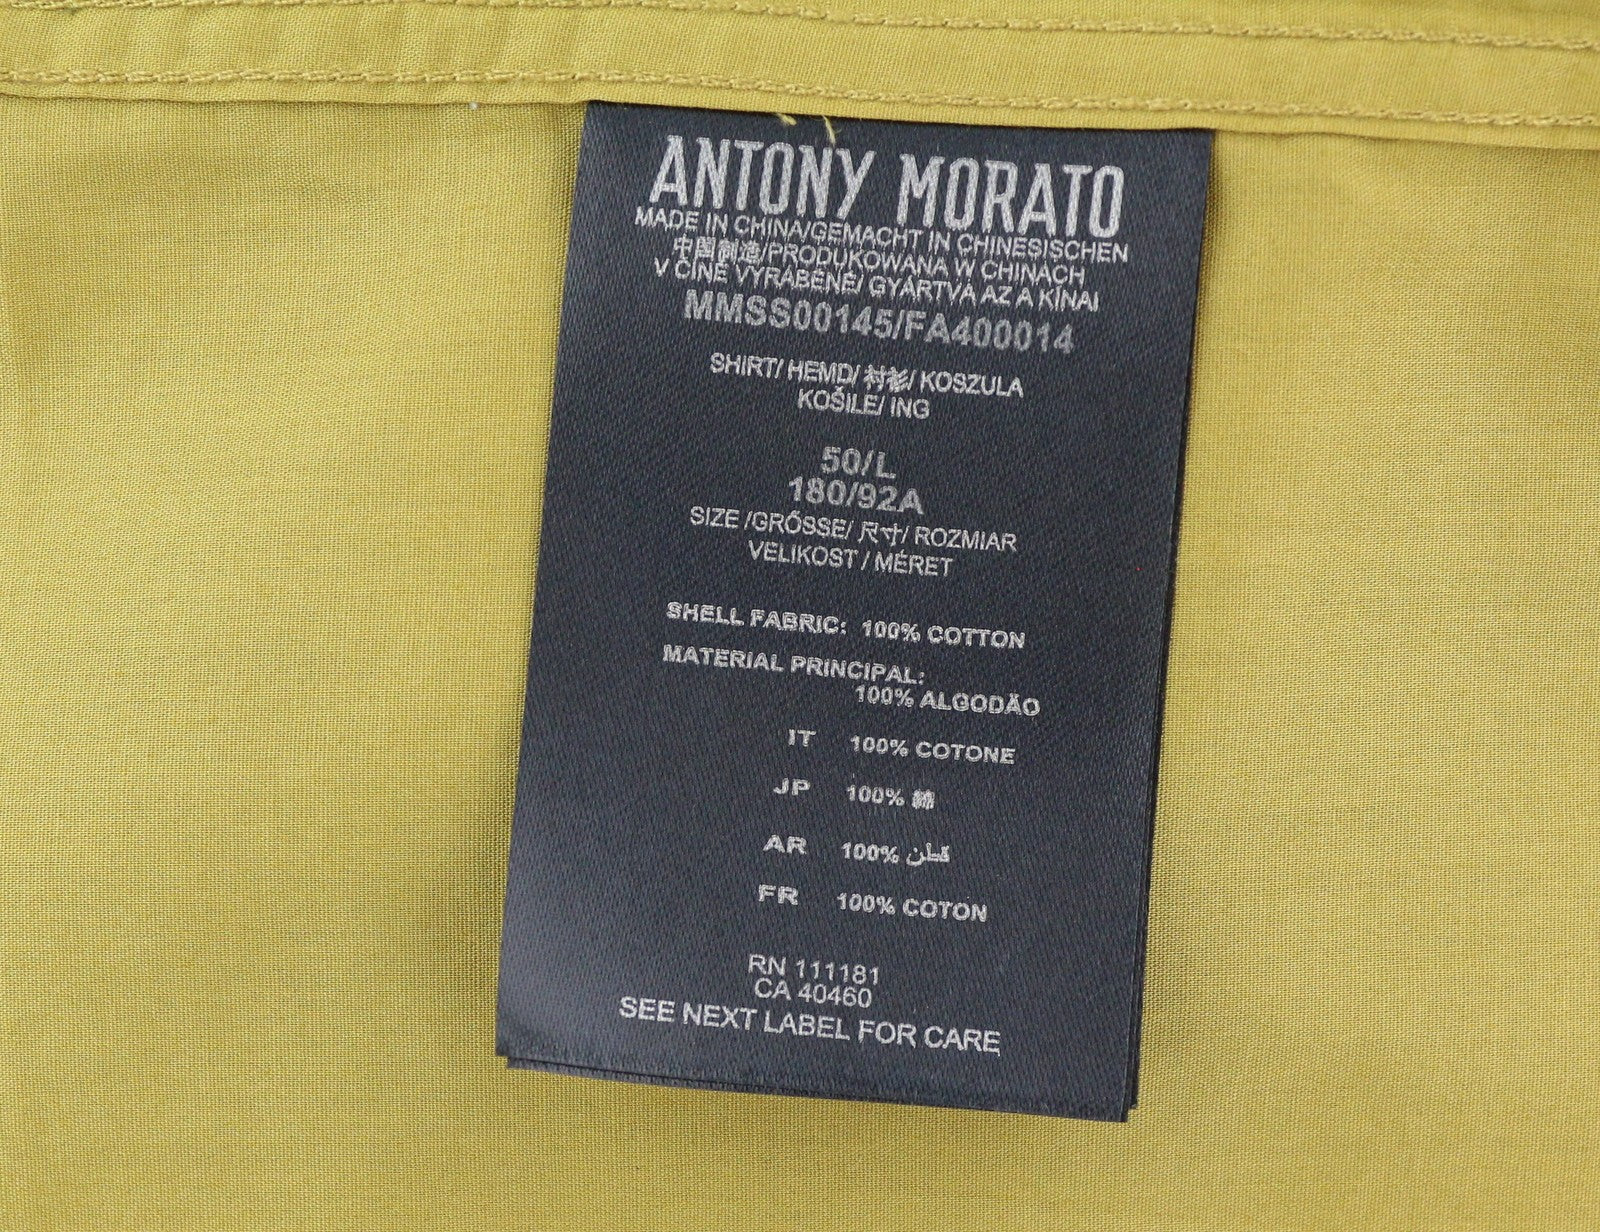 ANTONY MORATO
MADE IN CHINA/GEMACHT IN CHINESISCHEN
中国制造/PRODUKOWANA W CHINACH
V ČÍNĚ VYRÁBĚNÉ/ GYÁRTVA AZ A KÍNAI
MMSS00145/FA400014
SHIRT/ HEMD/ 衬衫/ KOSZULA
KOŠILE/ ING
50/L
180/92A
SIZE /GRŐSSE/ 尺寸/ ROZMIAR
VELIKOST / MÉRET
SHELL FABRIC: 100% COTTON
MATERIAL PRINCIPAL:
100% ALGODÃO
IT 100% COTONE
JP 100% 綿
AR 100% قطن
FR 100% COTON
RN 111181
CA 40460
SEE NEXT LABEL FOR CARE